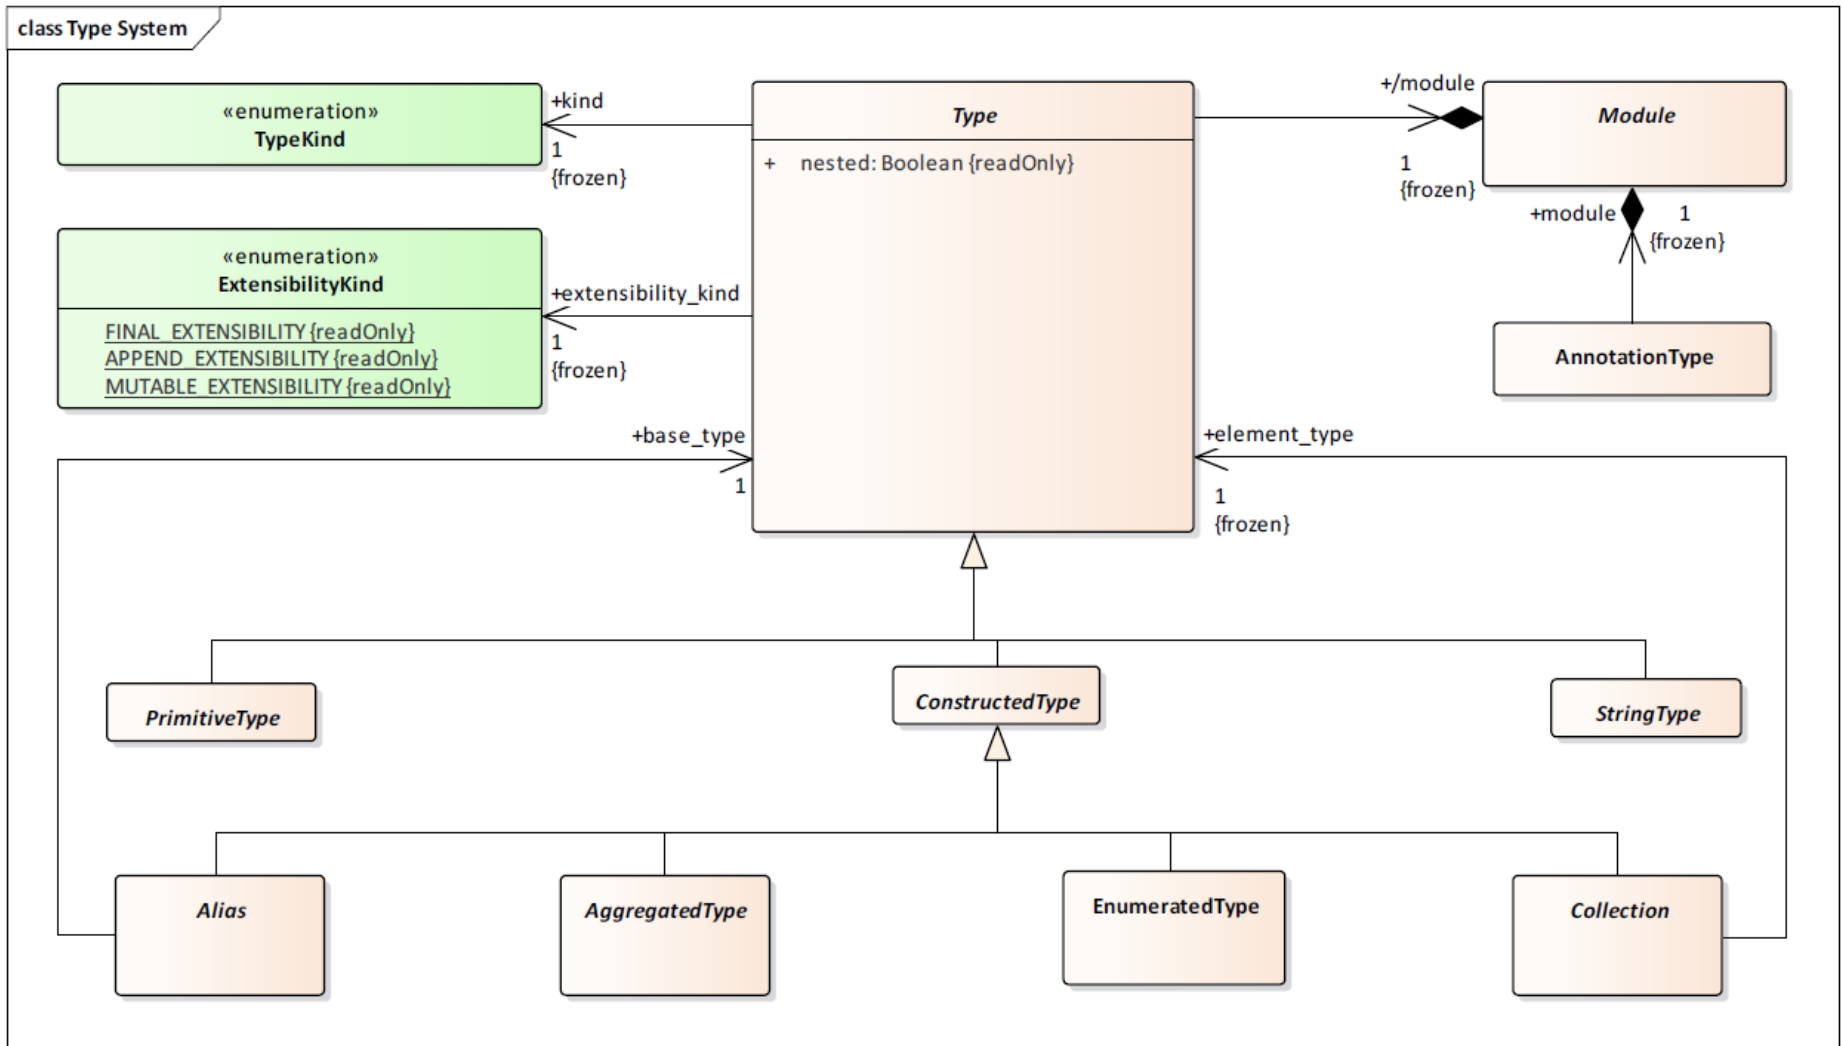 class Type System
«enumeration»
TypeKind
+kind
1
{frozen}
Type
+ nested: Boolean {readOnly}
+/module
1
{frozen}
Module
+module
1
{frozen}
AnnotationType
«enumeration»
ExtensibilityKind
FINAL_EXTENSIBILITY {readOnly}
APPEND_EXTENSIBILITY {readOnly}
MUTABLE_EXTENSIBILITY {readOnly}
+extensibility_kind
1
{frozen}
+base_type
1
+element_type
1
{frozen}
PrimitiveType
ConstructedType
StringType
Alias
AggregatedType
EnumeratedType
Collection